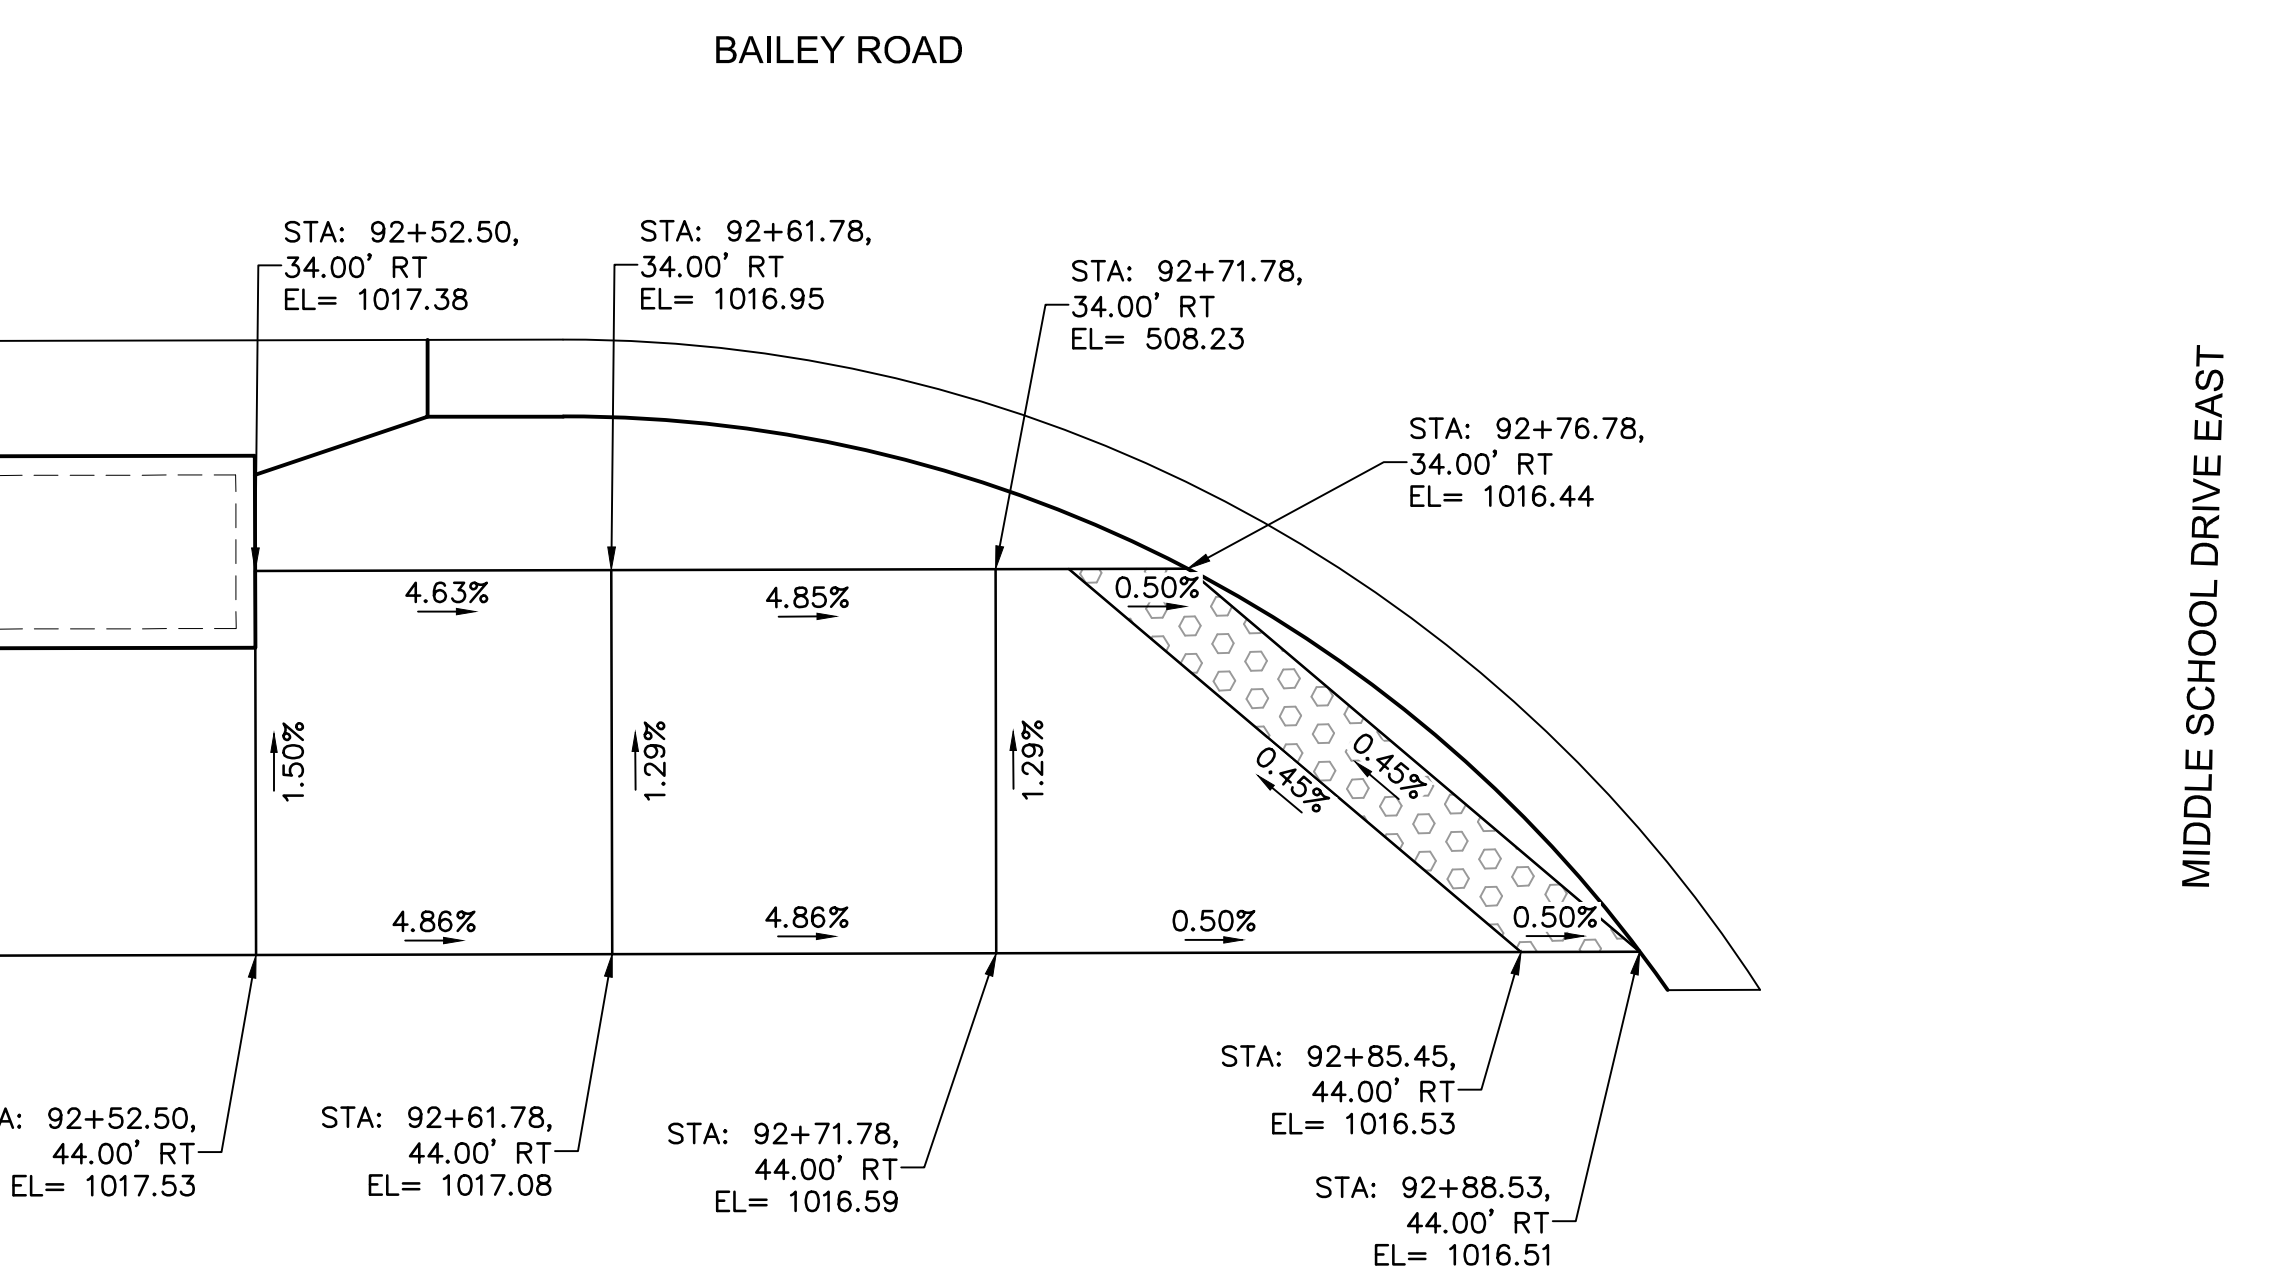 BAILEY ROAD
STA: 92+52.50,
34.00' RT
EL= 1017.38
STA: 92+61.78,
34.00' RT
EL= 1016.95
STA: 92+71.78,
34.00' RT
EL= 508.23
STA: 92+76.78,
34.00' RT
EL= 1016.44
MIDDLE SCHOOL DRIVE EAST
4.63%
4.85%
0.50%
1.50%
1.29%
1.29%
0.45%
0.45%
4.86%
4.86%
0.50%
0.50%
A: 92+52.50,
44.00' RT
EL= 1017.53
STA: 92+61.78,
44.00' RT
EL= 1017.08
STA: 92+71.78,
44.00' RT
EL= 1016.59
STA: 92+85.45,
44.00' RT
EL= 1016.53
STA: 92+88.53,
44.00' RT
EL= 1016.51